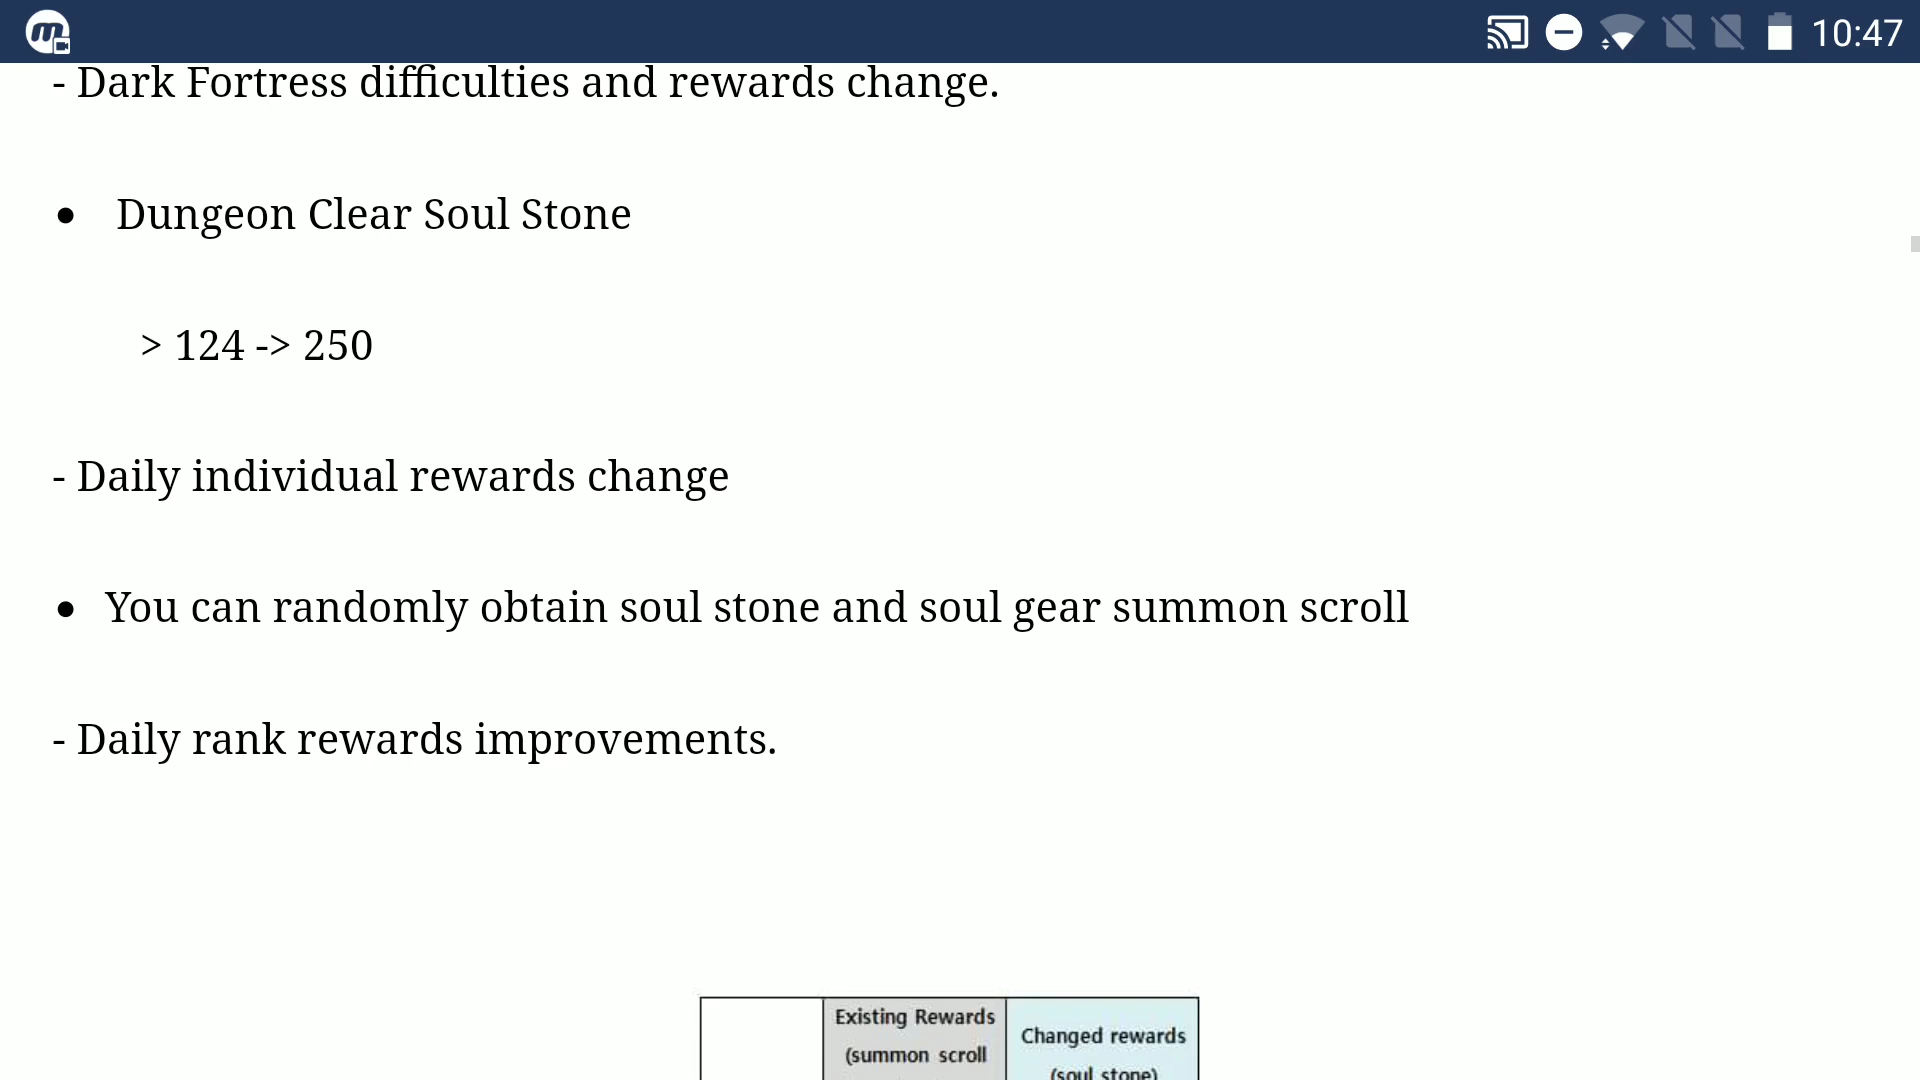 10:47
- Dark Fortress difficulties and rewards change.
● Dungeon Clear Soul Stone
> 124 -> 250
- Daily individual rewards change
● You can randomly obtain soul stone and soul gear summon scroll
- Daily rank rewards improvements.
Existing Rewards
(summon scroll
Changed rewards
(soul stone)